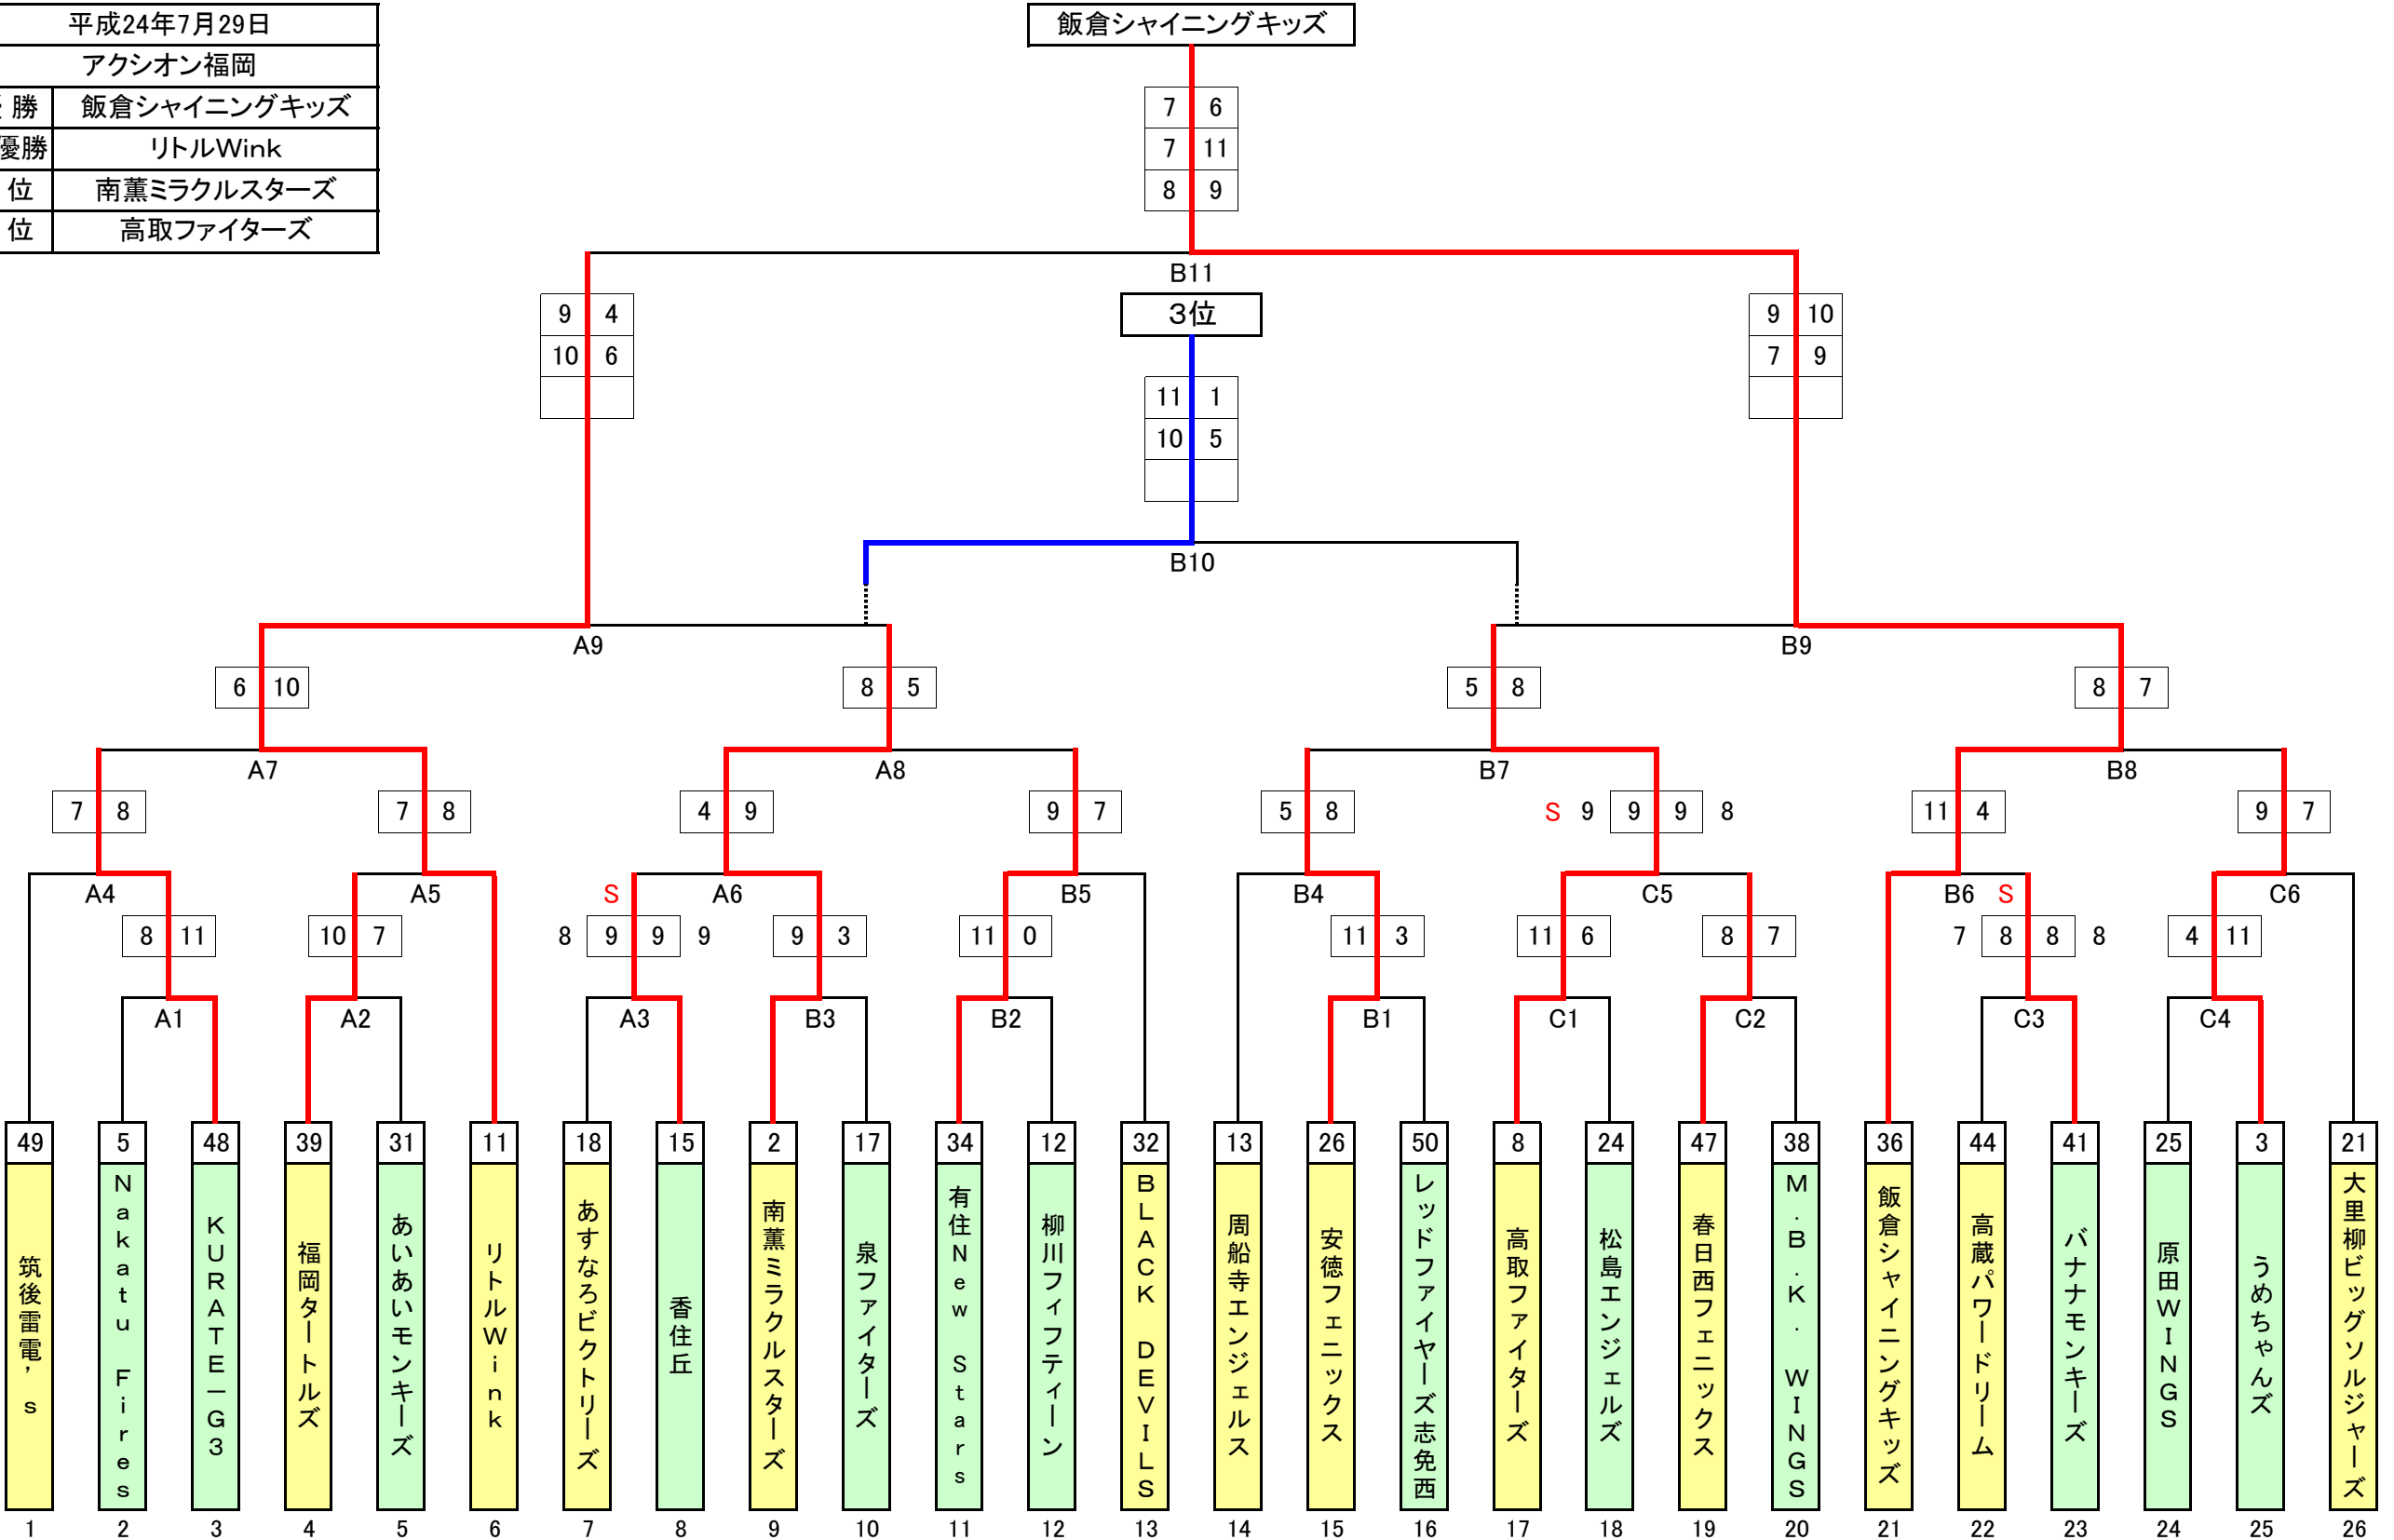 平成24年7月29日
アクシオン福岡
勝 飯倉シャイニングキッズ
優勝 リトルWink
位 南薫ミラクルスターズ
位 高取ファイターズ
飯倉シャイニングキッズ
7 6
7 11
8 9
B11
9 4
10 6
3位
9 10
7 9
11 1
10 5
B10
A9 B9
6 10 8 5 5 8 8 7
A7 A8 B7 B8
7 8 7 8 4 9 9 7 5 8 S 9 9 9 8 11 4 9 7
A4 A5 S A6 B5 B4 C5 B6 S C6
8 11 10 7 8 9 9 9 9 3 11 0 11 3 11 6 8 7 7 8 8 8 4 11
A1 A2 A3 B3 B2 B1 C1 C2 C3 C4
49 5 48 39 31 11 18 15 2 17 34 12 32 13 26 50 8 24 47 38 36 44 41 25 3 21
筑後雷電’s
Nakatu Fires
KURATE－G3
福岡タートルズ
あいあいモンキーズ
リトルWink
あすなろビクトリーズ
香住丘
南薫ミラクルスターズ
泉ファイターズ
有住New Stars
柳川フィフティーン
BLACK DEVILS
周船寺エンジェルス
安徳フェニックス
レッドファイヤーズ志免西
高取ファイターズ
松島エンジェルズ
春日西フェニックス
M.B.K. WINGS
飯倉シャイニングキッズ
高蔵パワードリーム
バナナモンキーズ
原田WINGS
うめちゃんズ
大里柳ビッグソルジャーズ
1 2 3 4 5 6 7 8 9 10 11 12 13 14 15 16 17 18 19 20 21 22 23 24 25 26